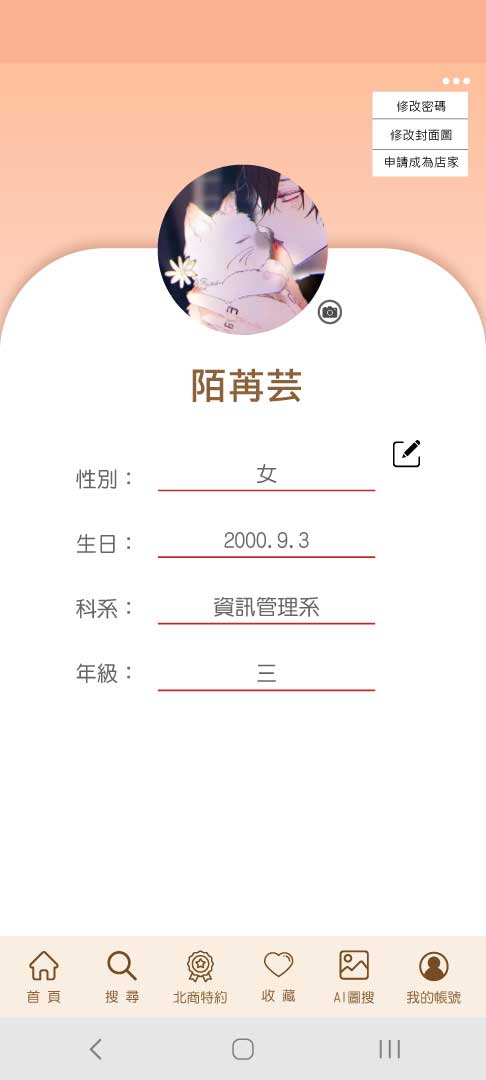 修改密碼
修改封面圖
申請成為店家
陌苒芸
性別：
女
生日：
2000.9.3
科系：
資訊管理系
年級：
三
首頁
搜尋
北商特約
收藏
AI圖搜
我的帳號